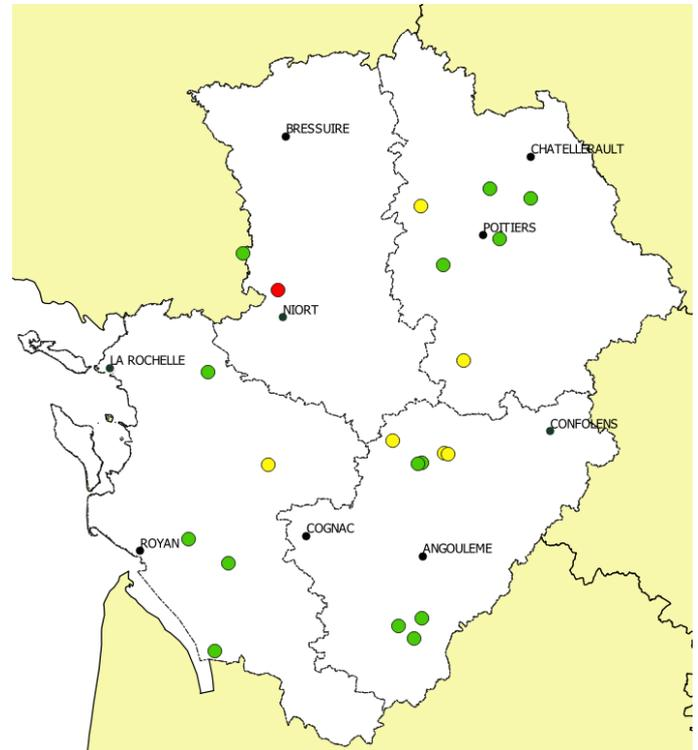 BRESSUIRE
CHATELLERAULT
POITIERS
NIORT
LA ROCHELLE
CONFOLENS
COGNAC
ROYAN
ANGOULEME